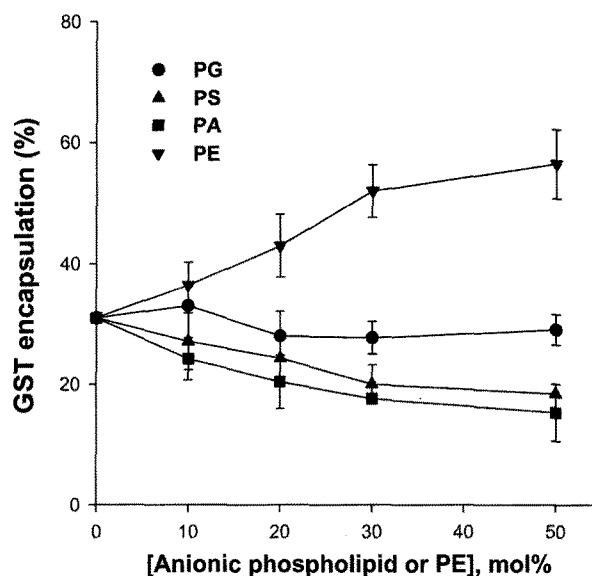 80
60
40
20
0
GST encapsulation (%)
PG
PS
PA
PE
0 10 20 30 40 50
[Anionic phospholipid or PE], mol%